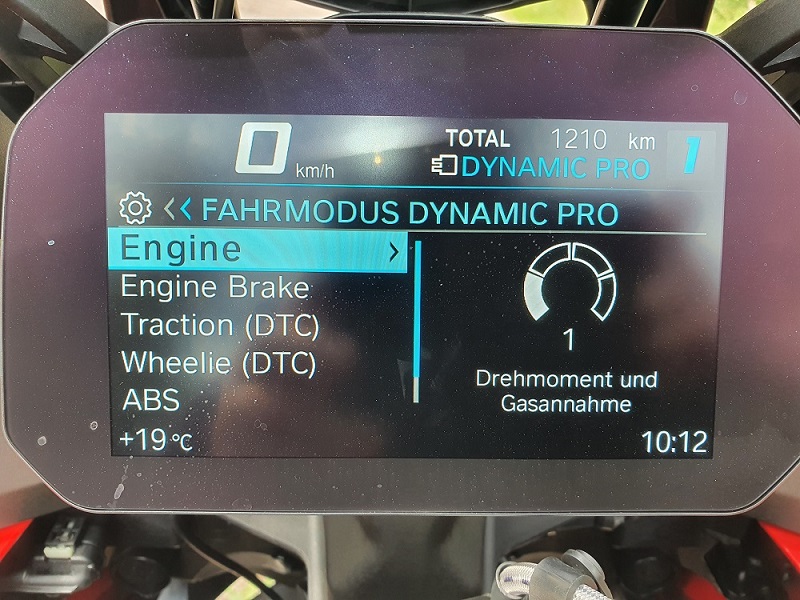 0 km/h
TOTAL 1210 km
DYNAMIC PRO 1
FAHRMODUS DYNAMIC PRO
Engine
Engine Brake
Traction (DTC)
Wheelie (DTC)
ABS
1
Drehmoment und
Gasannahme
+19 °C
10:12